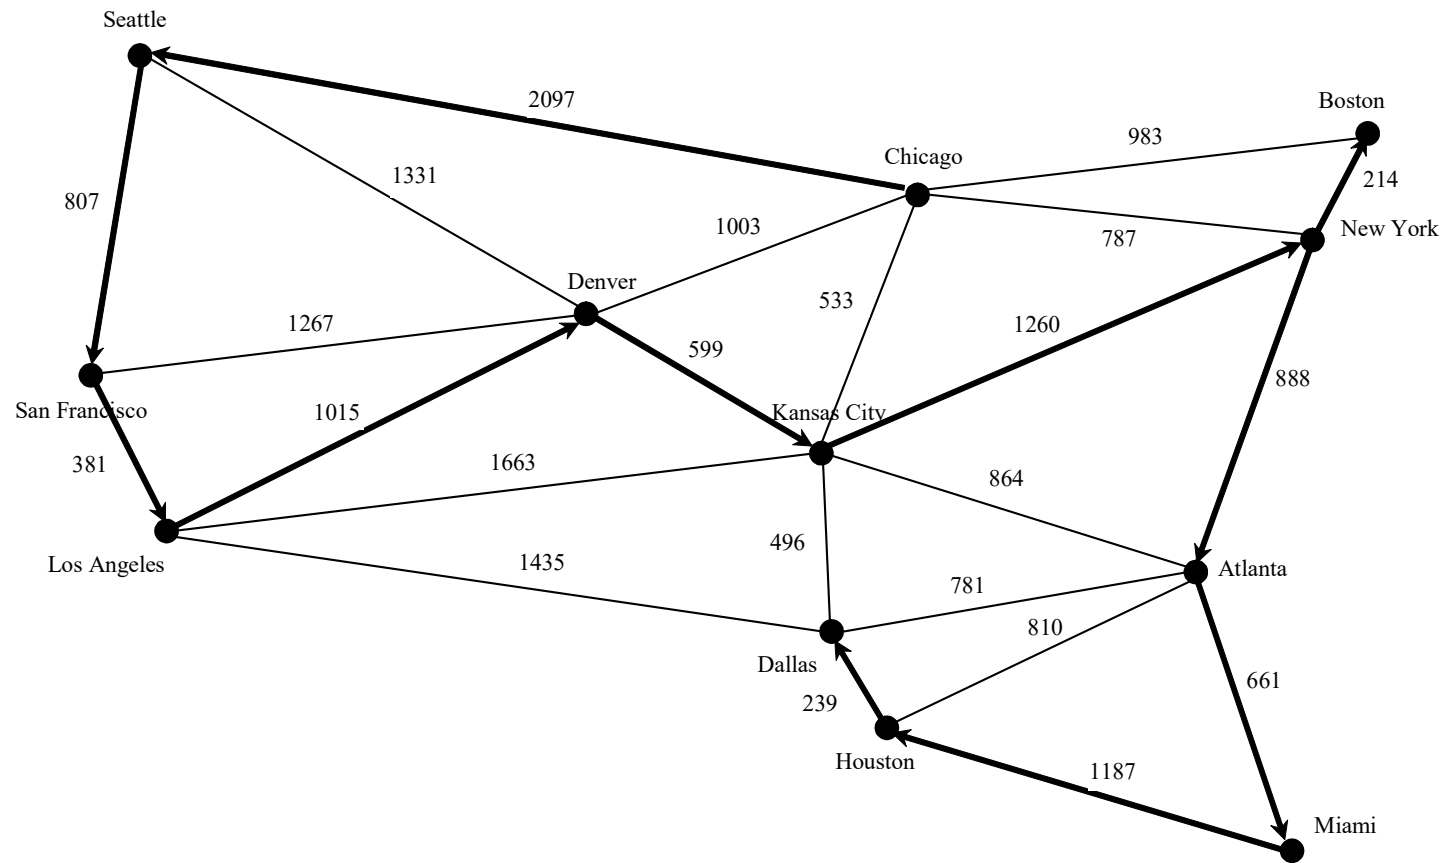 Seattle
2097
Boston
983
Chicago
1331
214
807
1003
787
New York
Denver
533
1267
599
1260
888
San Francisco
1015
Kansas City
381
1663
864
496
1435
Los Angeles
781
Atlanta
810
Dallas
661
239
Houston
1187
Miami